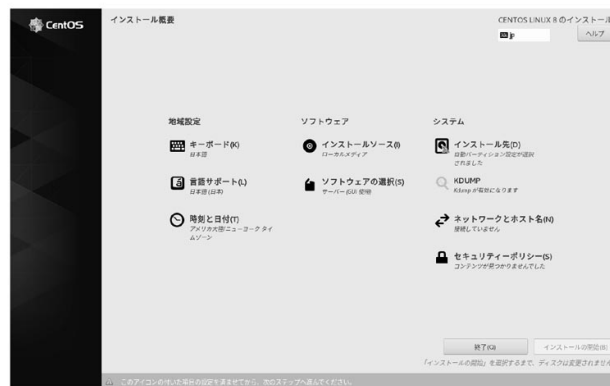 CentOS
インストール概要
CENTOS LINUX 8 のインストール
jp
ヘルプ
地域設定
キーボード(K)
日本語
言語サポート(L)
日本語 (日本)
時刻と日付(T)
アメリカ大陸/ニューヨーク タイ
ムゾーン
ソフトウェア
インストールソース(I)
ローカルメディア
ソフトウェアの選択(S)
サーバー (GUI 使用)
システム
インストール先(D)
自動パーティション設定が選択
されました
KDUMP
Kdump が有効になります
ネットワークとホスト名(N)
接続していません
セキュリティーポリシー(S)
コンテンツが見つかりませんでした
終了(Q)
インストールの開始(B)
「インストールの開始」を選択するまで、ディスクは変更されません
このアイコンの付いた項目の設定を済ませてから、次のステップへ進んでください。